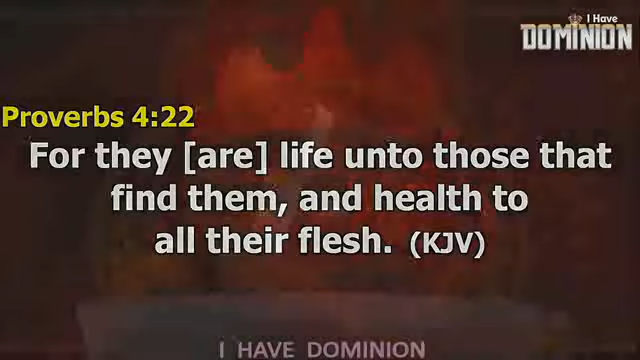 I Have
DOMINION
Proverbs 4:22
For they [are] life unto those that
find them, and health to
all their flesh. (KJV)
I HAVE DOMINION